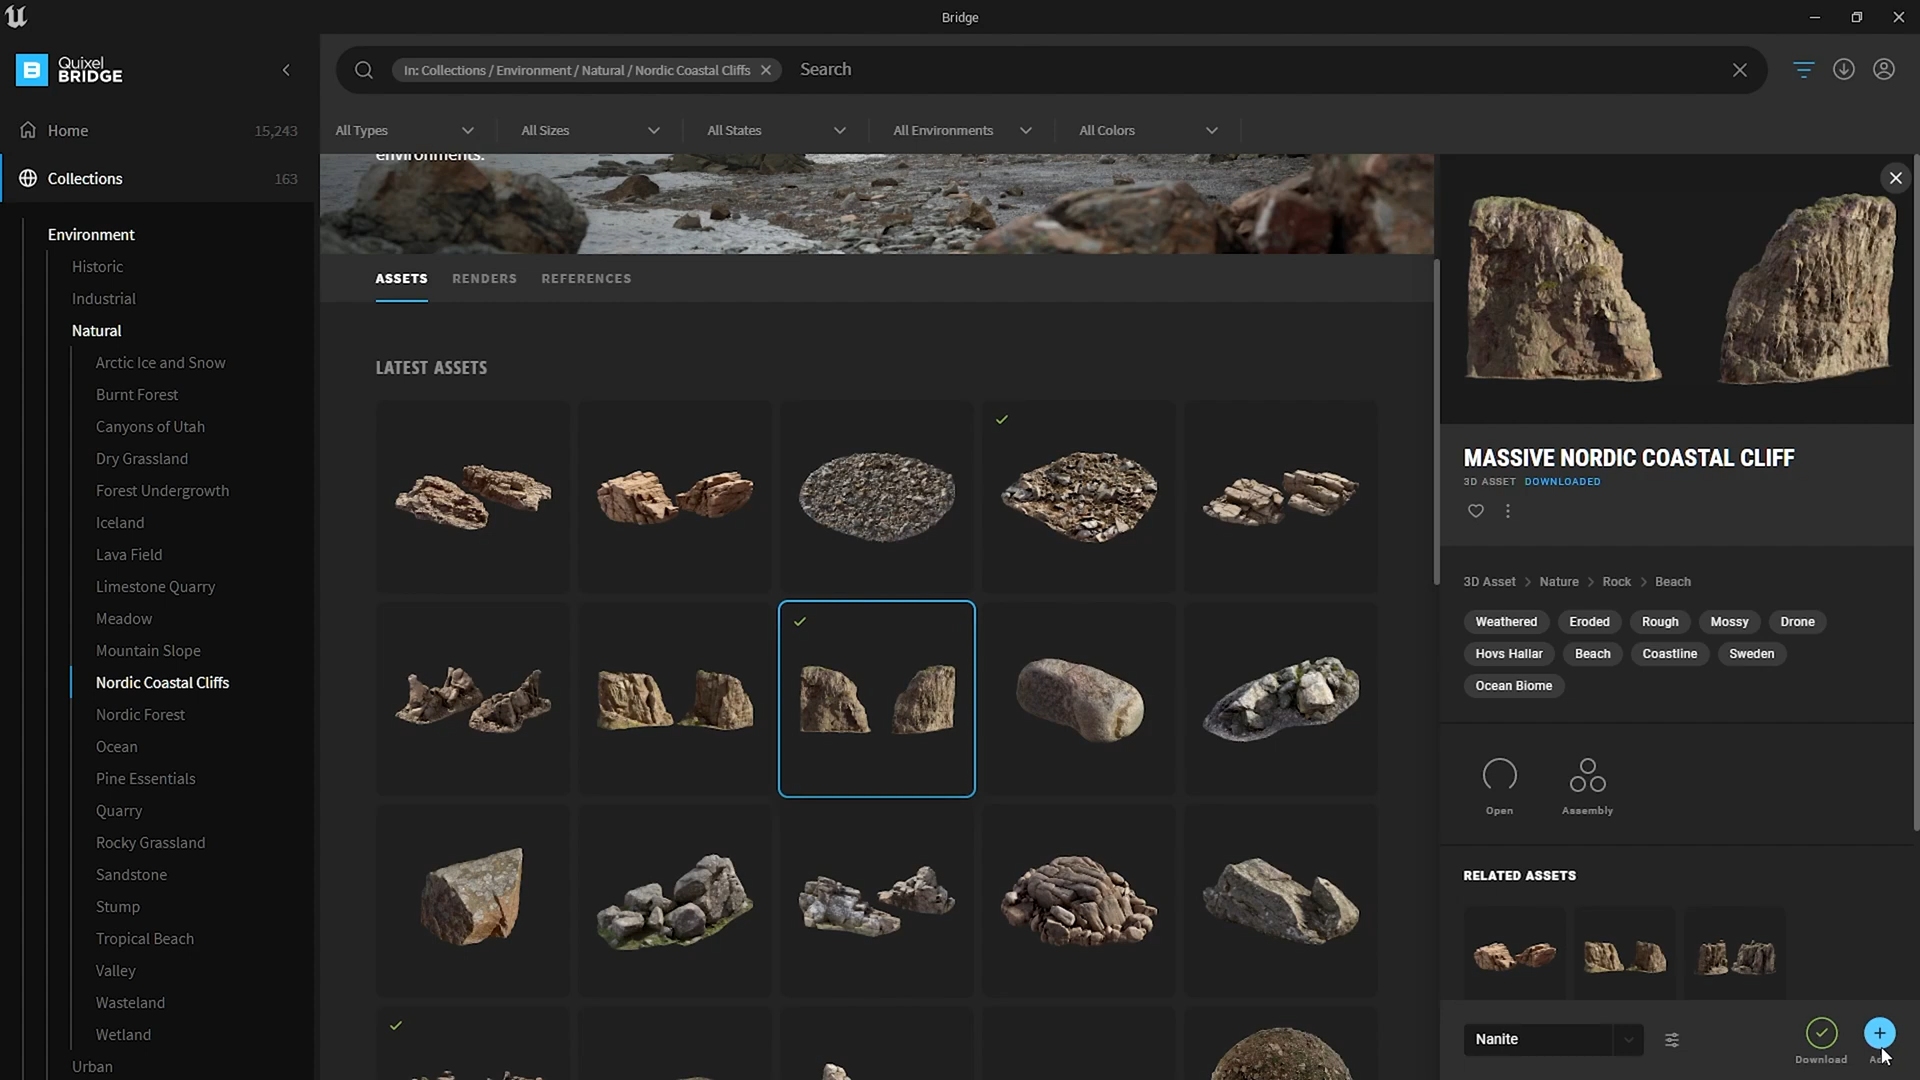 Bridge
Quixel
BRIDGE
In: Collections / Environment / Natural / Nordic Coastal Cliffs
Search
Home 15,243
Collections 163
All Types
All Sizes
All States
All Environments
All Colors
environments.
Environment
Historic
Industrial
Natural
Arctic Ice and Snow
Burnt Forest
Canyons of Utah
Dry Grassland
Forest Undergrowth
Iceland
Lava Field
Limestone Quarry
Meadow
Mountain Slope
Nordic Coastal Cliffs
Nordic Forest
Ocean
Pine Essentials
Quarry
Rocky Grassland
Sandstone
Stump
Tropical Beach
Valley
Wasteland
Wetland
Urban
ASSETS RENDERS REFERENCES
LATEST ASSETS
MASSIVE NORDIC COASTAL CLIFF
3D ASSET DOWNLOADED
3D Asset > Nature > Rock > Beach
Weathered Eroded Rough Mossy Drone
Hovs Hallar Beach Coastline Sweden
Ocean Biome
Open Assembly
RELATED ASSETS
Nanite
Download